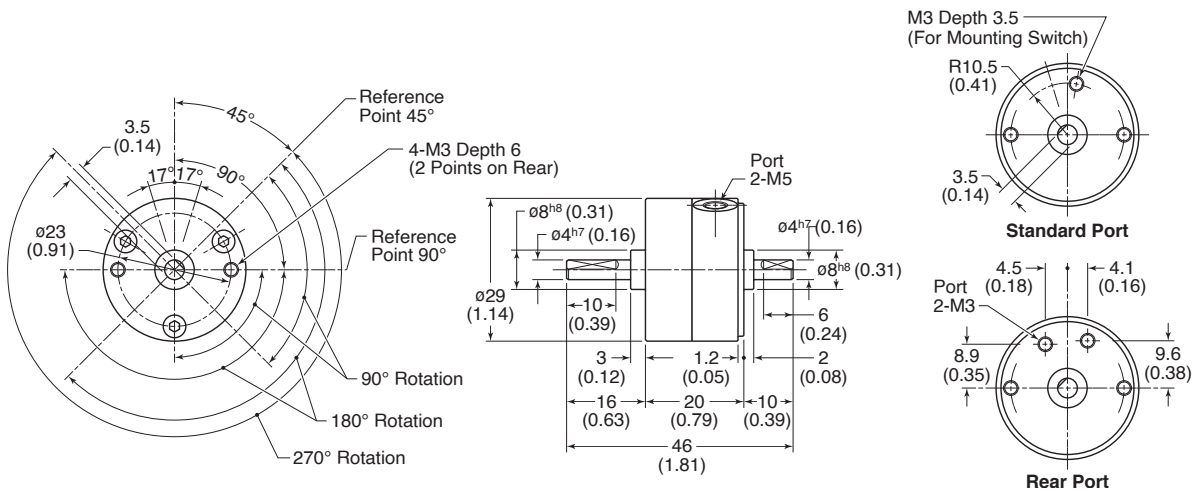 Reference
Point 45°
45°
3.5
(0.14)
4-M3 Depth 6
(2 Points on Rear)
17° 17°
90°
ø23
(0.91)
Reference
Point 90°
90° Rotation
180° Rotation
270° Rotation
Port
2-M5
ø8h8 (0.31)
ø4h7 (0.16)
ø4h7 (0.16)
ø8h8 (0.31)
ø29
(1.14)
10
(0.39)
6
(0.24)
3
(0.12)
1.2
(0.05)
2
(0.08)
16
(0.63)
20
(0.79)
10
(0.39)
46
(1.81)
M3 Depth 3.5
(For Mounting Switch)
R10.5
(0.41)
3.5
(0.14)
Standard Port
4.5
(0.18)
4.1
(0.16)
Port
2-M3
8.9
(0.35)
9.6
(0.38)
Rear Port